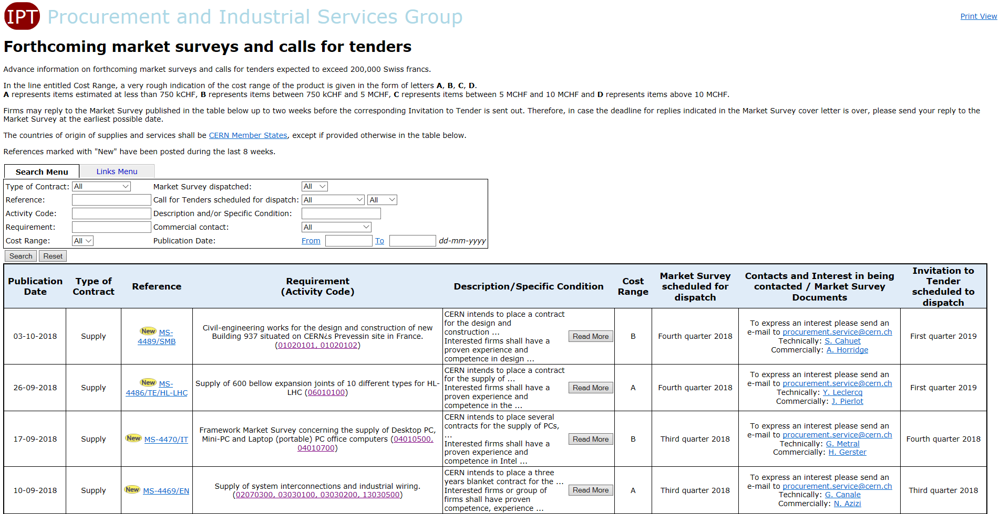 IPT Procurement and Industrial Services Group
Print View
Forthcoming market surveys and calls for tenders
Advance information on forthcoming market surveys and calls for tenders expected to exceed 200,000 Swiss francs.
In the line entitled Cost Range, a very rough indication of the cost range of the product is given in the form of letters A, B, C, D.
A represents items estimated at less than 750 kCHF, B represents items between 750 kCHF and 5 MCHF, C represents items between 5 MCHF and 10 MCHF and D represents items above 10 MCHF.
Firms may reply to the Market Survey published in the table below up to two weeks before the corresponding Invitation to Tender is sent out. Therefore, in case the deadline for replies indicated in the Market Survey cover letter is over, please send your reply to the
Market Survey at the earliest possible date.
The countries of origin of supplies and services shall be CERN Member States, except if provided otherwise in the table below.
References marked with "New" have been posted during the last 8 weeks.
Search Menu
Links Menu
Type of Contract: All
Market Survey dispatched: All
Reference:
Call for Tenders scheduled for dispatch: All All
Activity Code:
Description and/or Specific Condition:
Requirement:
Commercial contact: All
Cost Range: All
Publication Date: From To dd-mm-yyyy
Search Reset
Publication
Date
Type of
Contract
Reference
Requirement
(Activity Code)
Description/Specific Condition
Cost
Range
Market Survey
scheduled for
dispatch
Contacts and Interest in being
contacted / Market Survey
Documents
Invitation to
Tender
scheduled to
dispatch
03-10-2018
Supply
New MS-
4489/SMB
Civil-engineering works for the design and construction of new
Building 937 situated on CERN¿s Prevessin site in France.
(01020101, 01020102)
CERN intends to place a contract
for the design and
construction ...
Interested firms shall have a
proven experience and
competence in design ...
Read More
B
Fourth quarter 2018
To express an interest please send an
e-mail to procurement.service@cern.ch
Technically: S. Cahuet
Commercially: A. Horridge
First quarter 2019
26-09-2018
Supply
New MS-
4486/TE/HL-LHC
Supply of 600 bellow expansion joints of 10 different types for HL-
LHC (06010100)
CERN intends to place a contract
for the supply of ...
Interested firms shall have a
proven experience and
competence in the ...
Read More
A
Fourth quarter 2018
To express an interest please send an
e-mail to procurement.service@cern.ch
Technically: Y. Leclercq
Commercially: J. Pierlot
First quarter 2019
17-09-2018
Supply
New MS-4470/IT
Framework Market Survey concerning the supply of Desktop PC,
Mini-PC and Laptop (portable) PC office computers (04010500,
04010700)
CERN intends to place several
contracts for the supply of PCs,
...
Interested firms shall have a
proven experience and
competence in Intel ...
Read More
B
Third quarter 2018
To express an interest please send an
e-mail to procurement.service@cern.ch
Technically: G. Metral
Commercially: H. Gerster
Fourth quarter 2018
10-09-2018
Supply
New MS-4469/EN
Supply of system interconnections and industrial wiring.
(02070300, 03030100, 03030200, 13030500)
CERN intends to place a three
years blanket contract for the ...
Interested firms or group of
firms shall have proven
competence, experience ...
Read More
A
Third quarter 2018
To express an interest please send an
e-mail to procurement.service@cern.ch
Technically: G. Canale
Commercially: N. Azizi
Third quarter 2018